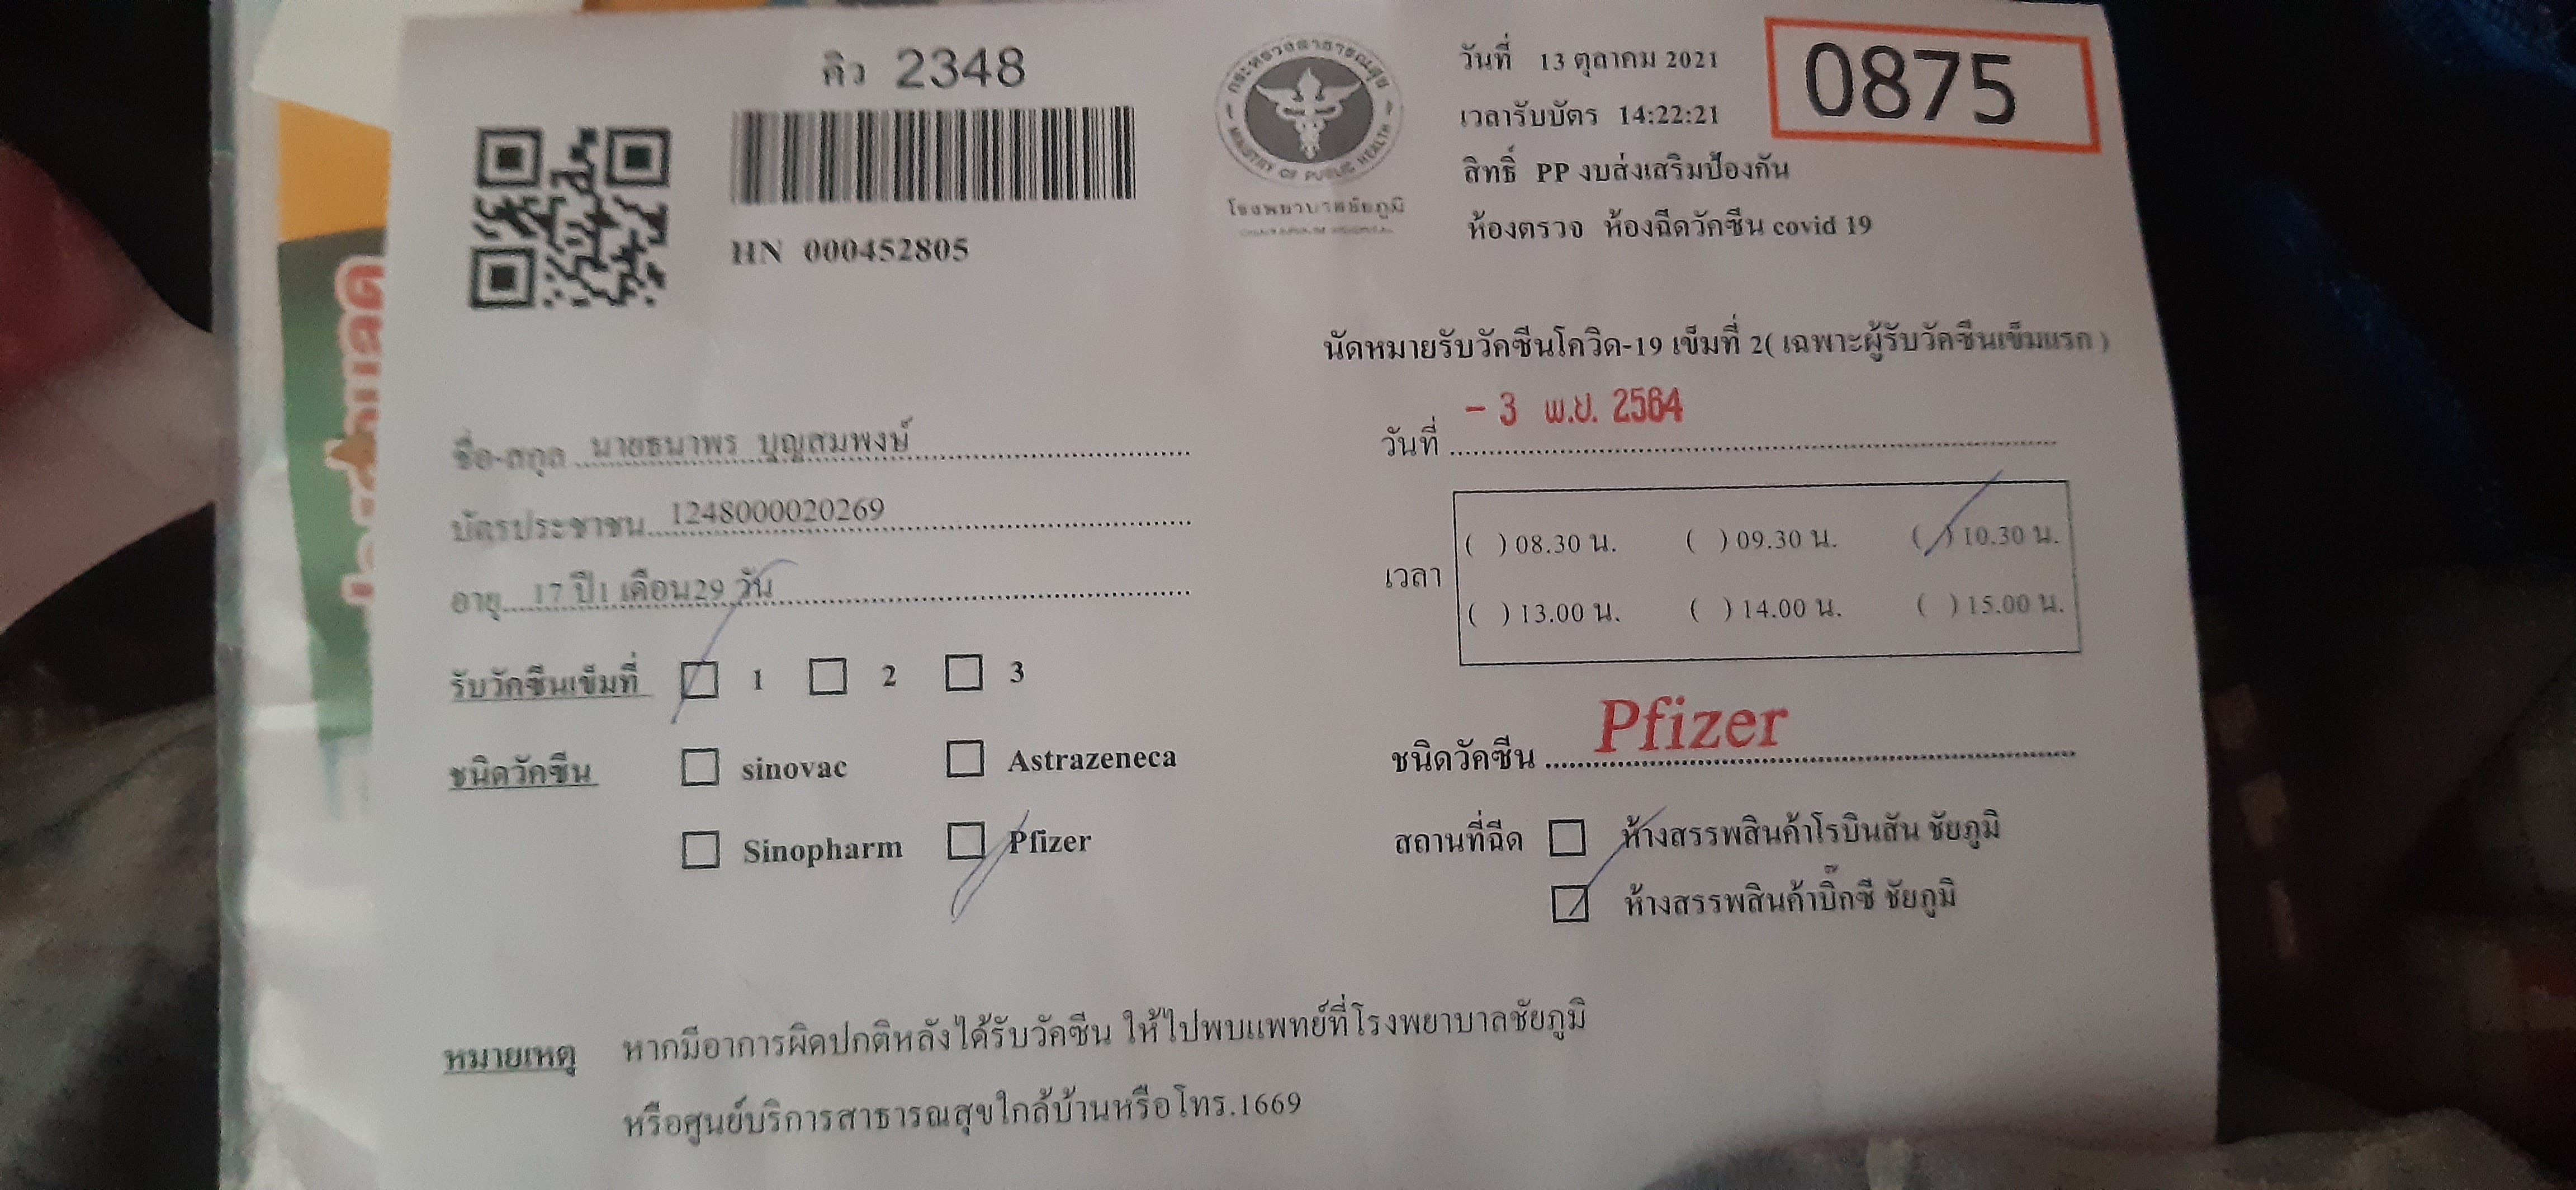 คิว 2348
HN 000452805
กระทรวงสาธารณสุข
MINISTRY OF PUBLIC HEALTH
โรงพยาบาลชัยภูมิ
วันที่ 13 ตุลาคม 2021
เวลารับบัตร 14:22:21
สิทธิ์ PP งบส่งเสริมป้องกัน
ห้องตรวจ ห้องฉีดวัคซีน covid 19
0875
ชื่อ-สกุล นายธนาพร บุญสมพงษ์
บัตรประชาชน 1248000020269
อายุ 17 ปี1 เดือน29 วัน
รับวัคซีนเข็มที่ 1 2 3
ชนิดวัคซีน sinovac Astrazeneca
Sinopharm Pfizer
นัดหมายรับวัคซีนโควิด-19 เข็มที่ 2( เฉพาะผู้รับวัคซีนเข็มแรก )
วันที่ - 3 พ.ย. 2564
เวลา
( ) 08.30 น. ( ) 09.30 น. ( ) 10.30 น.
( ) 13.00 น. ( ) 14.00 น. ( ) 15.00 น.
ชนิดวัคซีน Pfizer
สถานที่ฉีด ห้างสรรพสินค้าโรบินสัน ชัยภูมิ
ห้างสรรพสินค้าบิ๊กซี ชัยภูมิ
หมายเหตุ หากมีอาการผิดปกติหลังได้รับวัคซีน ให้ไปพบแพทย์ที่โรงพยาบาลชัยภูมิ
หรือศูนย์บริการสาธารณสุขใกล้บ้านหรือโทร.1669